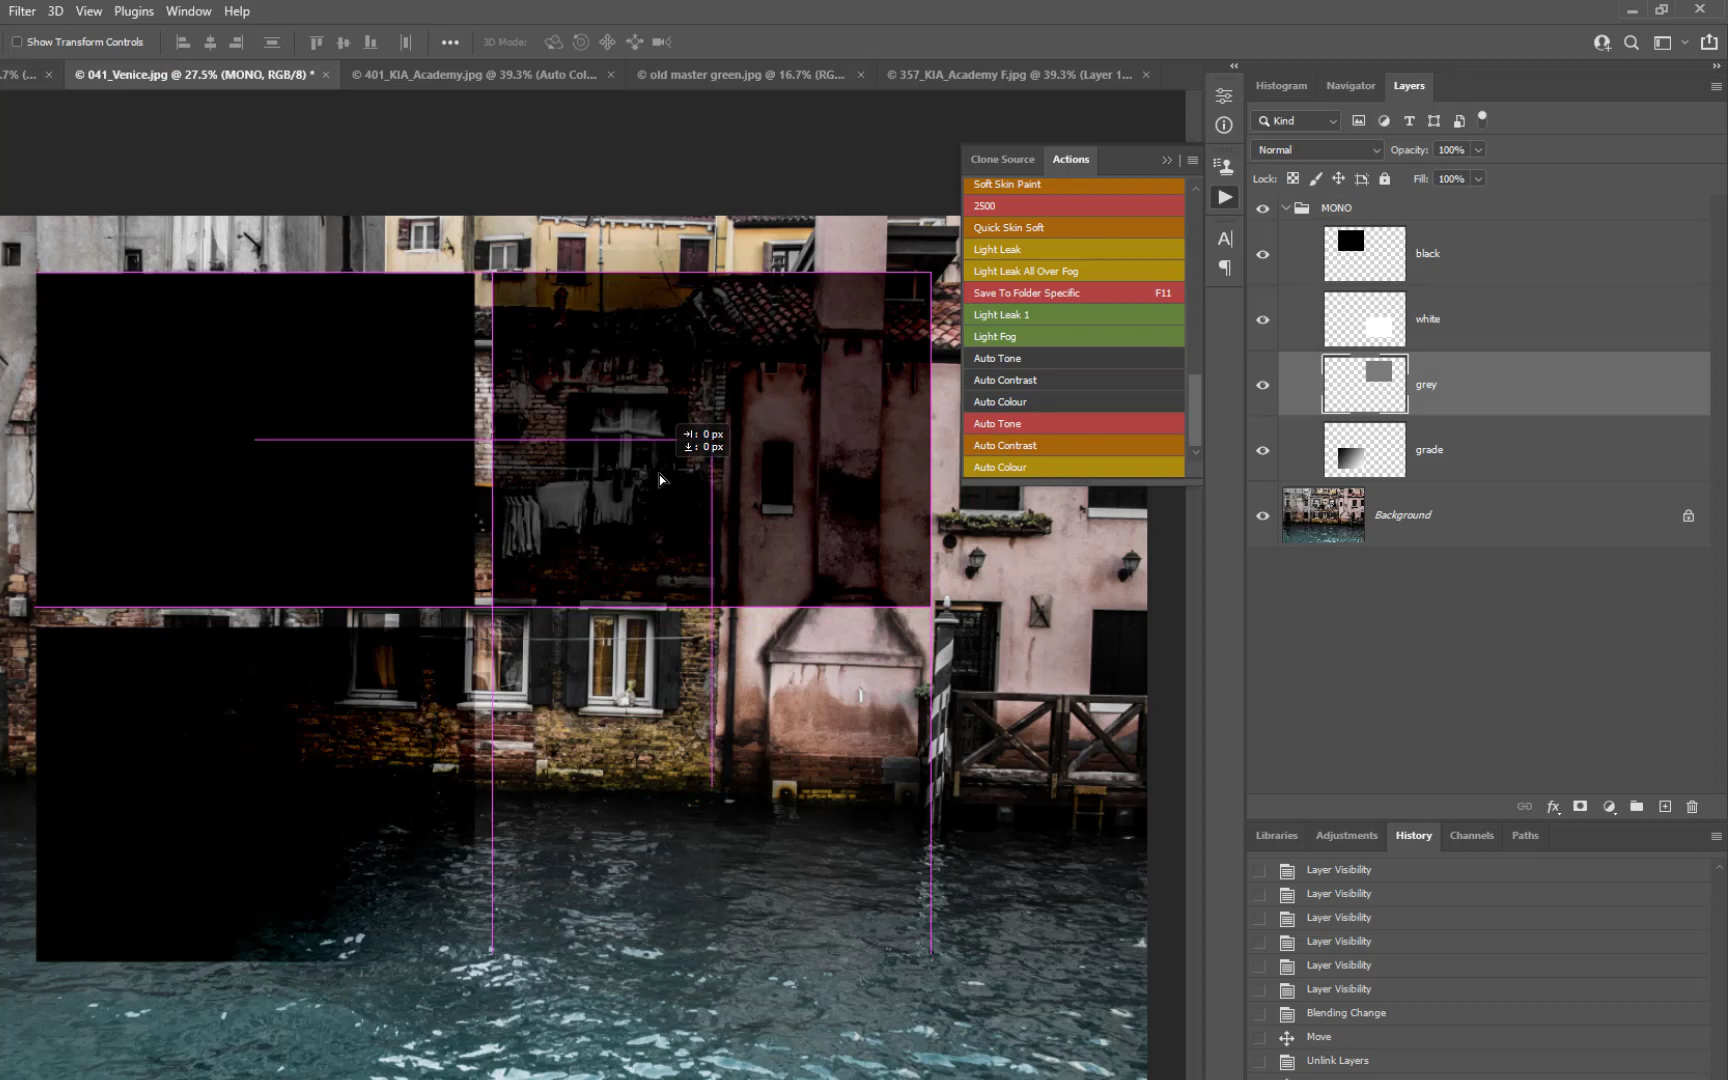 Filter 3D View Plugins Window Help
Show Transform Controls ••• 3D Mode:
.7% (... × © 041_Venice.jpg @ 27.5% (MONO, RGB/8) * × © 401_KIA_Academy.jpg @ 39.3% (Auto Col... × © old master green.jpg @ 16.7% (RG... × © 357_KIA_Academy F.jpg @ 39.3% (Layer 1... ×
Histogram Navigator Layers
Kind
Normal Opacity: 100%
Lock: Fill: 100%
MONO
black
white
grey
grade
Background
Clone Source Actions
Soft Skin Paint
2500
Quick Skin Soft
Light Leak
Light Leak All Over Fog
Save To Folder Specific F11
Light Leak 1
Light Fog
Auto Tone
Auto Contrast
Auto Colour
Auto Tone
Auto Contrast
Auto Colour
: 0 px
: 0 px
fx
Libraries Adjustments History Channels Paths
Layer Visibility
Layer Visibility
Layer Visibility
Layer Visibility
Layer Visibility
Layer Visibility
Blending Change
Move
Unlink Layers